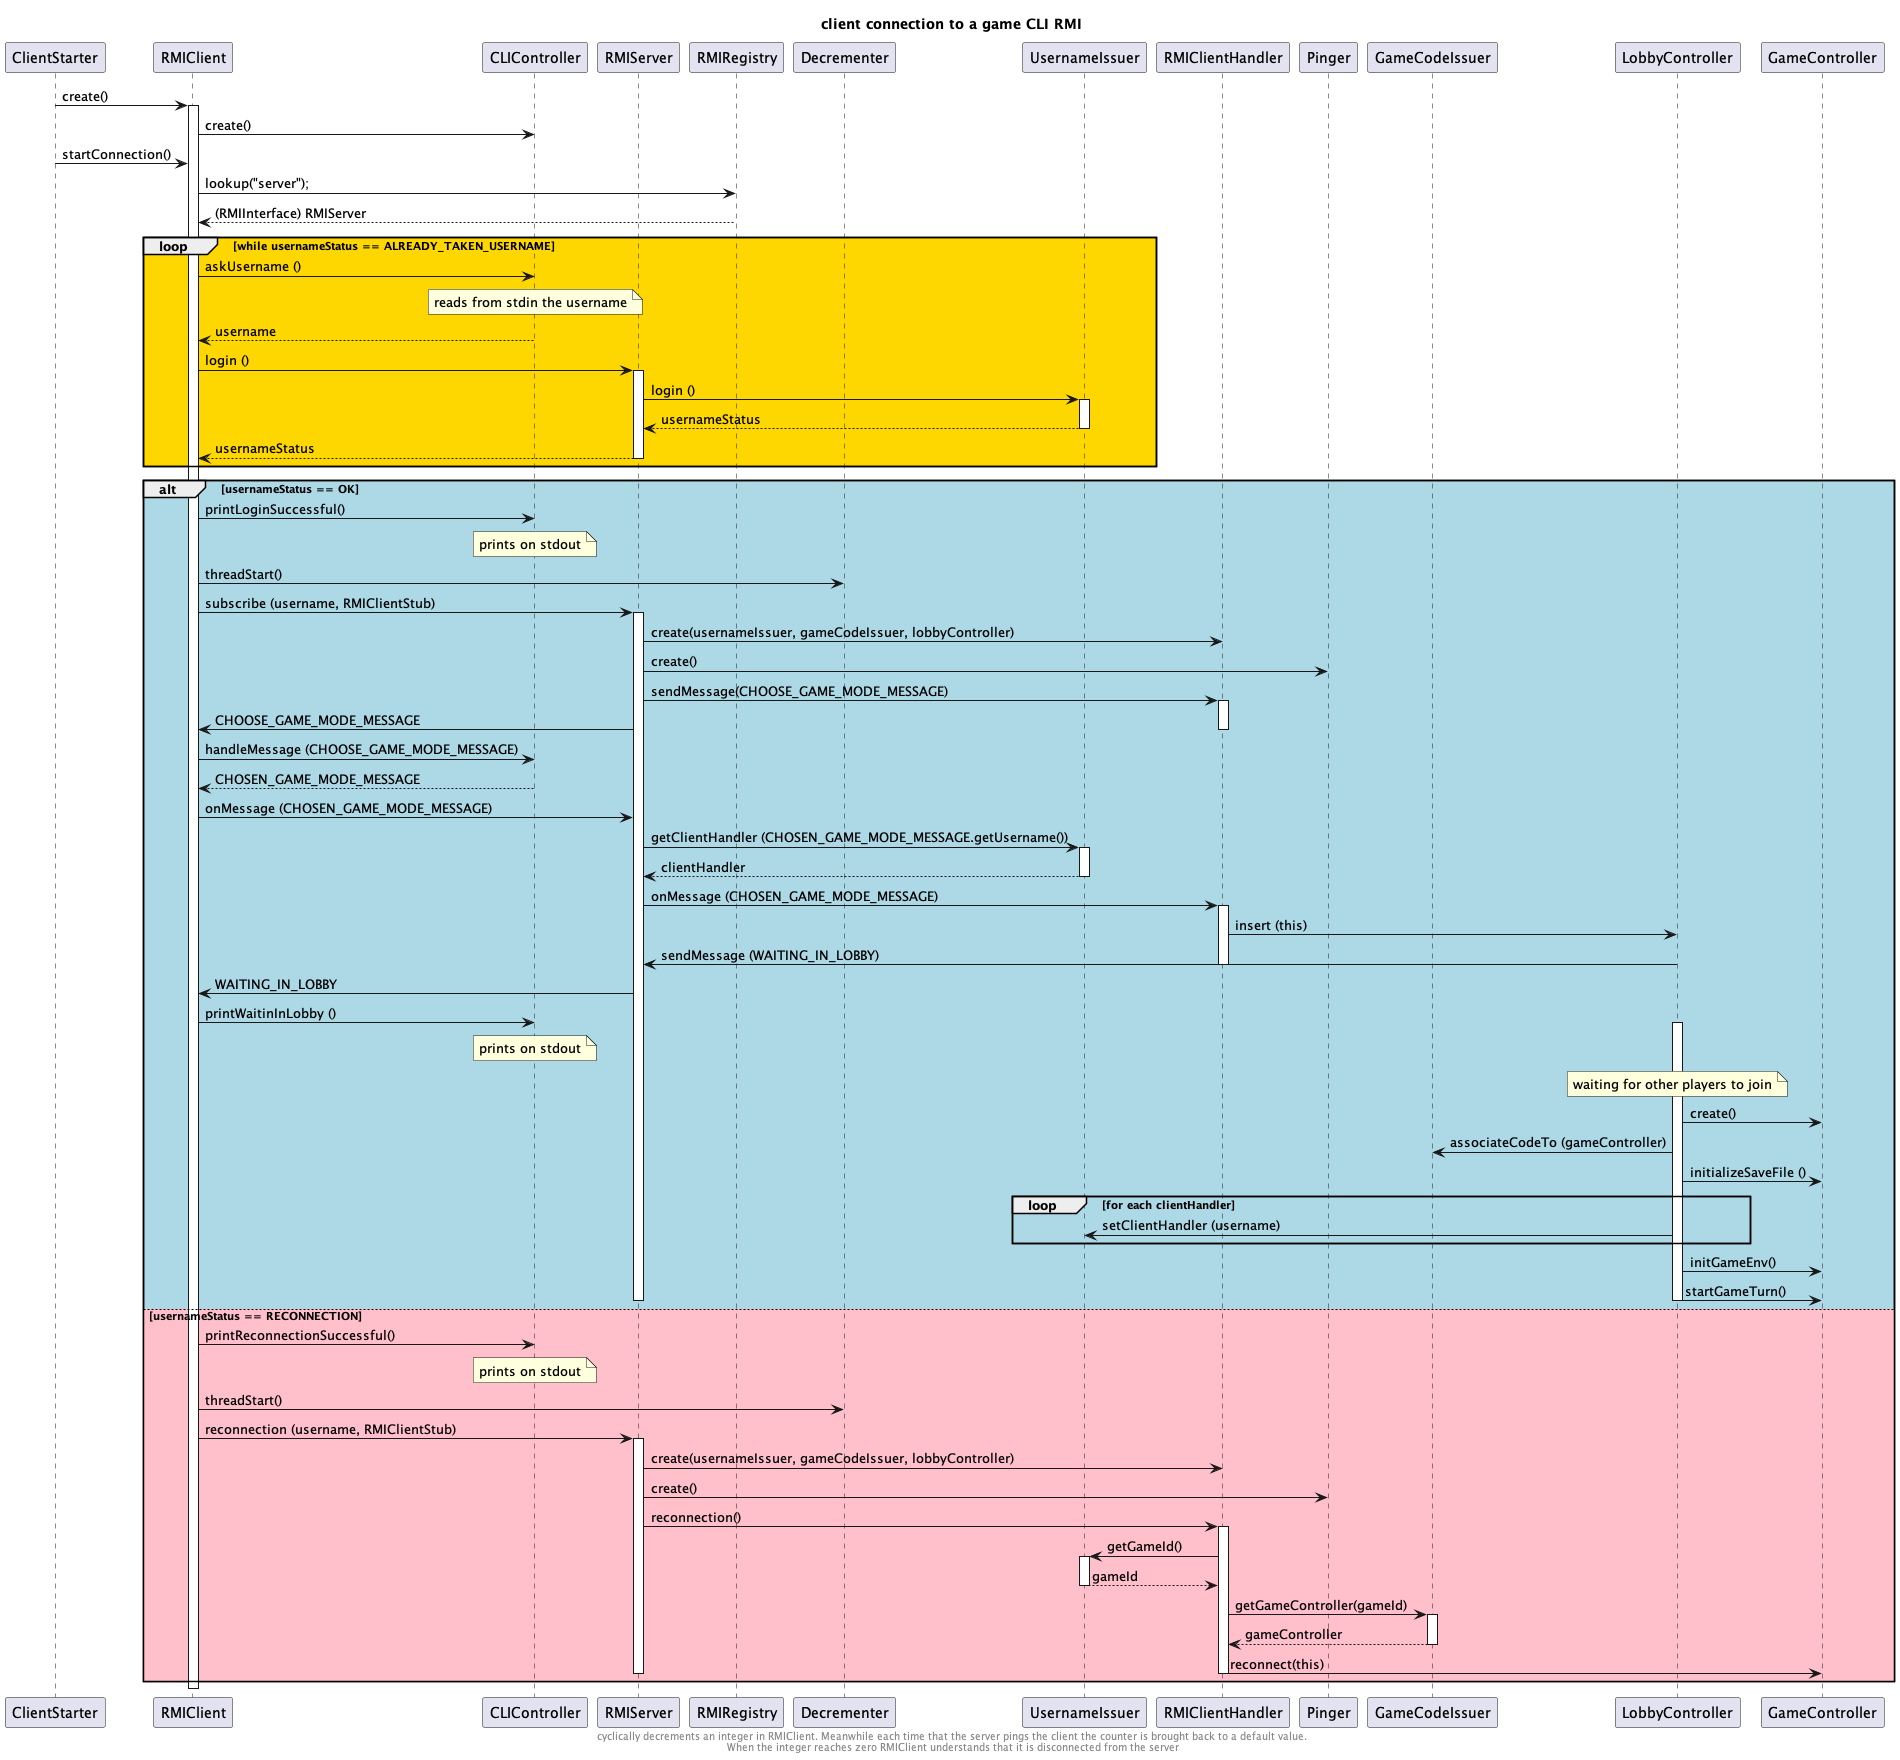 client connection to a game CLI RMI
ClientStarter RMIClient CLIController RMIServer RMIRegistry Decrementer UsernameIssuer RMIClientHandler Pinger GameCodeIssuer LobbyController GameController
create()
create()
startConnection()
lookup("server");
(RMIInterface) RMIServer
loop [while usernameStatus == ALREADY_TAKEN_USERNAME]
askUsername ()
reads from stdin the username
username
login ()
login ()
usernameStatus
usernameStatus
alt [usernameStatus == OK]
printLoginSuccessful()
prints on stdout
threadStart()
subscribe (username, RMIClientStub)
create(usernameIssuer, gameCodeIssuer, lobbyController)
create()
sendMessage(CHOOSE_GAME_MODE_MESSAGE)
CHOOSE_GAME_MODE_MESSAGE
handleMessage (CHOOSE_GAME_MODE_MESSAGE)
CHOSEN_GAME_MODE_MESSAGE
onMessage (CHOSEN_GAME_MODE_MESSAGE)
getClientHandler (CHOSEN_GAME_MODE_MESSAGE.getUsername())
clientHandler
onMessage (CHOSEN_GAME_MODE_MESSAGE)
insert (this)
sendMessage (WAITING_IN_LOBBY)
WAITING_IN_LOBBY
printWaitinInLobby ()
prints on stdout
waiting for other players to join
create()
associateCodeTo (gameController)
initializeSaveFile ()
loop [for each clientHandler]
setClientHandler (username)
initGameEnv()
startGameTurn()
[usernameStatus == RECONNECTION]
printReconnectionSuccessful()
prints on stdout
threadStart()
reconnection (username, RMIClientStub)
create(usernameIssuer, gameCodeIssuer, lobbyController)
create()
reconnection()
getGameId()
gameId
getGameController(gameId)
gameController
reconnect(this)
ClientStarter RMIClient CLIController RMIServer RMIRegistry Decrementer UsernameIssuer RMIClientHandler Pinger GameCodeIssuer LobbyController GameController
cyclically decrements an integer in RMIClient. Meanwhile each time that the server pings the client the counter is brought back to a default value.
When the integer reaches zero RMIClient understands that it is disconnected from the server